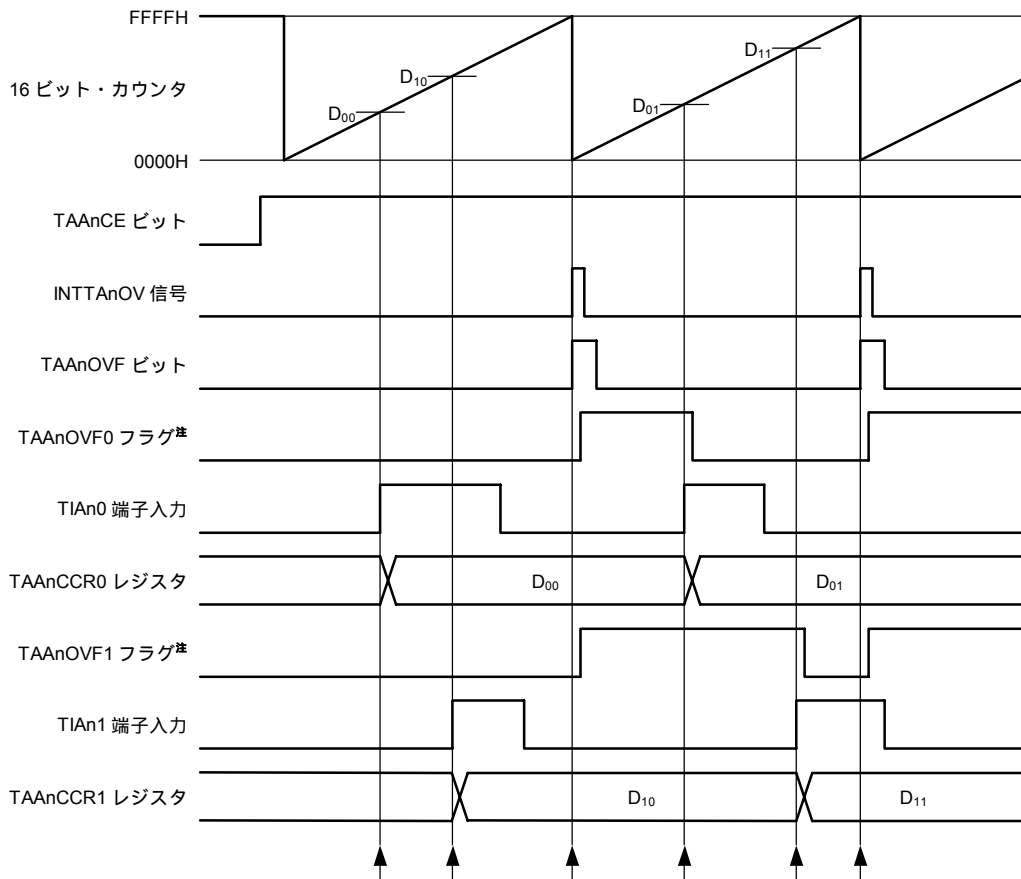 FFFFH
D11
D10
16 ビット・カウンタ
D01
D00
0000H
TAAnCE ビット
INTTAnOV 信号
TAAnOVF ビット
TAAnOVF0 フラグ注
TIAn0 端子入力
TAAnCCR0 レジスタ
D00
D01
TAAnOVF1 フラグ注
TIAn1 端子入力
TAAnCCR1 レジスタ
D10
D11